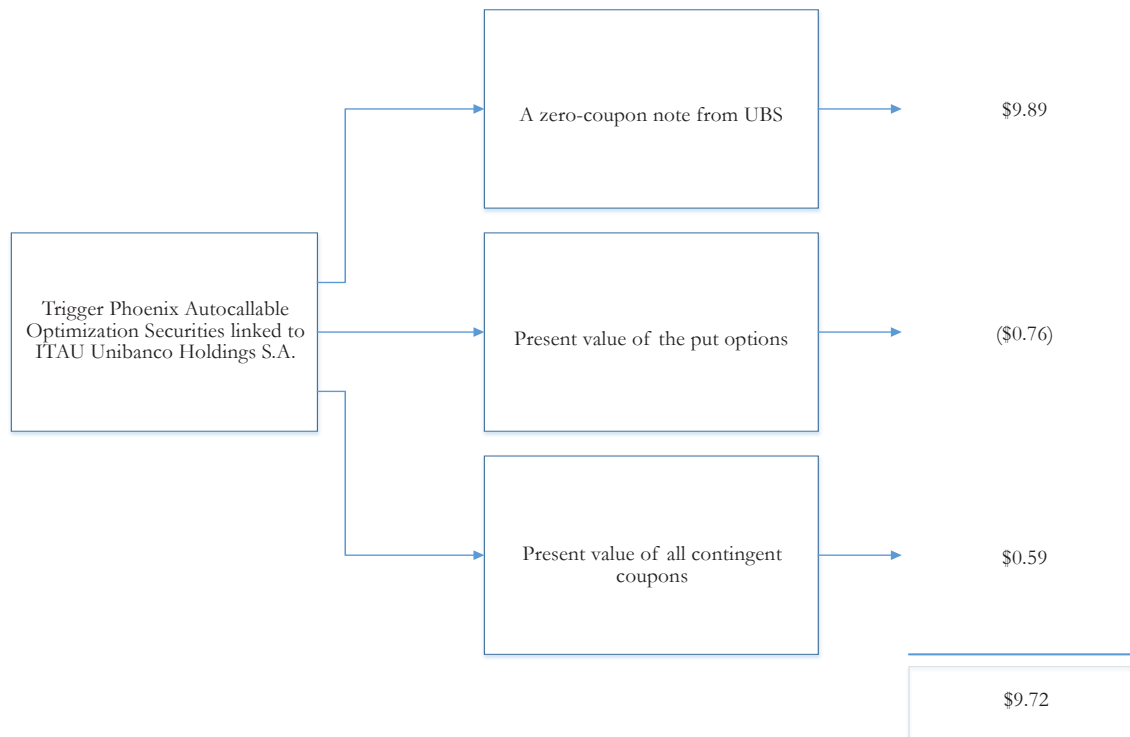 A zero-coupon note from UBS
$9.89
Trigger Phoenix Autocallable
Optimization Securities linked to
ITAU Unibanco Holdings S.A.
Present value of the put options
($0.76)
Present value of all contingent
coupons
$0.59
$9.72